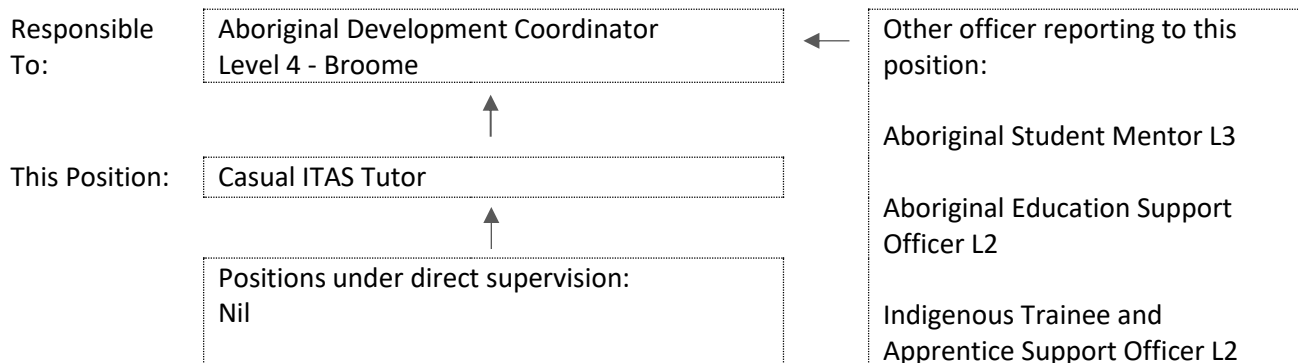 Responsible
To:
Aboriginal Development Coordinator
Level 4 - Broome
Other officer reporting to this
position:
Aboriginal Student Mentor L3
Aboriginal Education Support
Officer L2
Indigenous Trainee and
Apprentice Support Officer L2
This Position:
Casual ITAS Tutor
Positions under direct supervision:
Nil